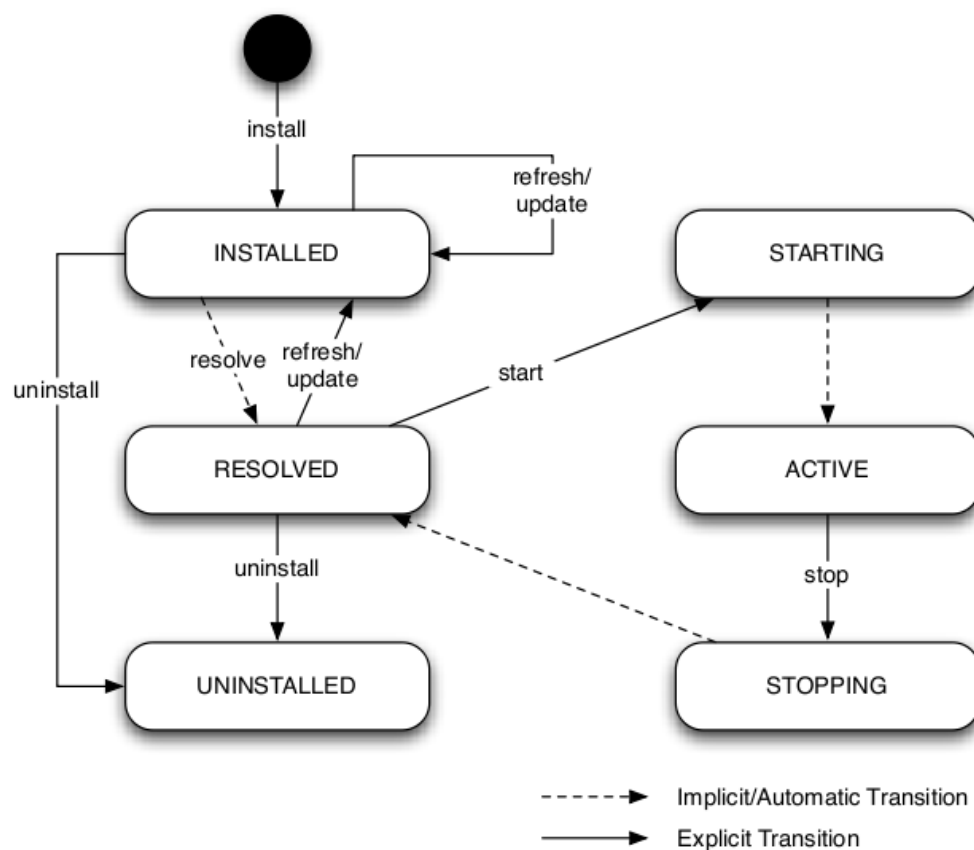 install
refresh/
update
INSTALLED
STARTING
resolve
refresh/
update
start
uninstall
RESOLVED
ACTIVE
uninstall
stop
UNINSTALLED
STOPPING
Implicit/Automatic Transition
Explicit Transition